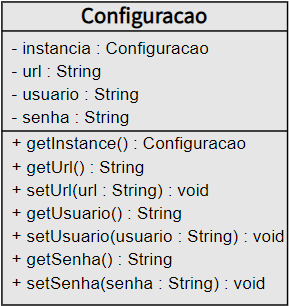 Configuracao
- instancia : Configuracao
- url : String
- usuario : String
- senha : String
+ getInstance() : Configuracao
+ getUrl() : String
+ setUrl(url : String) : void
+ getUsuario() : String
+ setUsuario(usuario : String) : void
+ getSenha() : String
+ setSenha(senha : String) : void